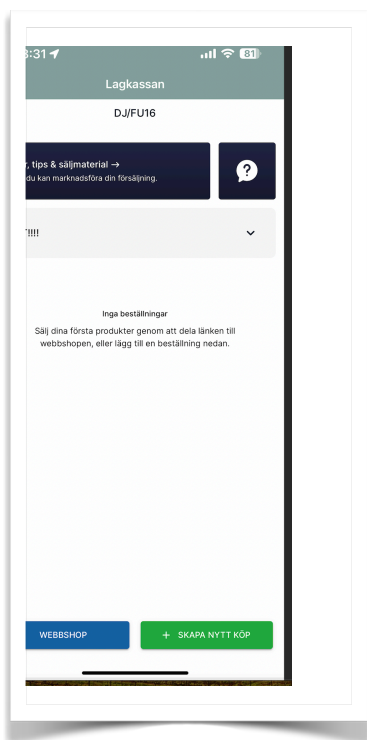 :31
81
Lagkassan
DJ/FU16
, tips & säljmaterial →
du kan marknadsföra din försäljning.
!!!!
Inga beställningar
Sälj dina första produkter genom att dela länken till
webbshopen, eller lägg till en beställning nedan.
WEBBSHOP
+ SKAPA NYTT KÖP